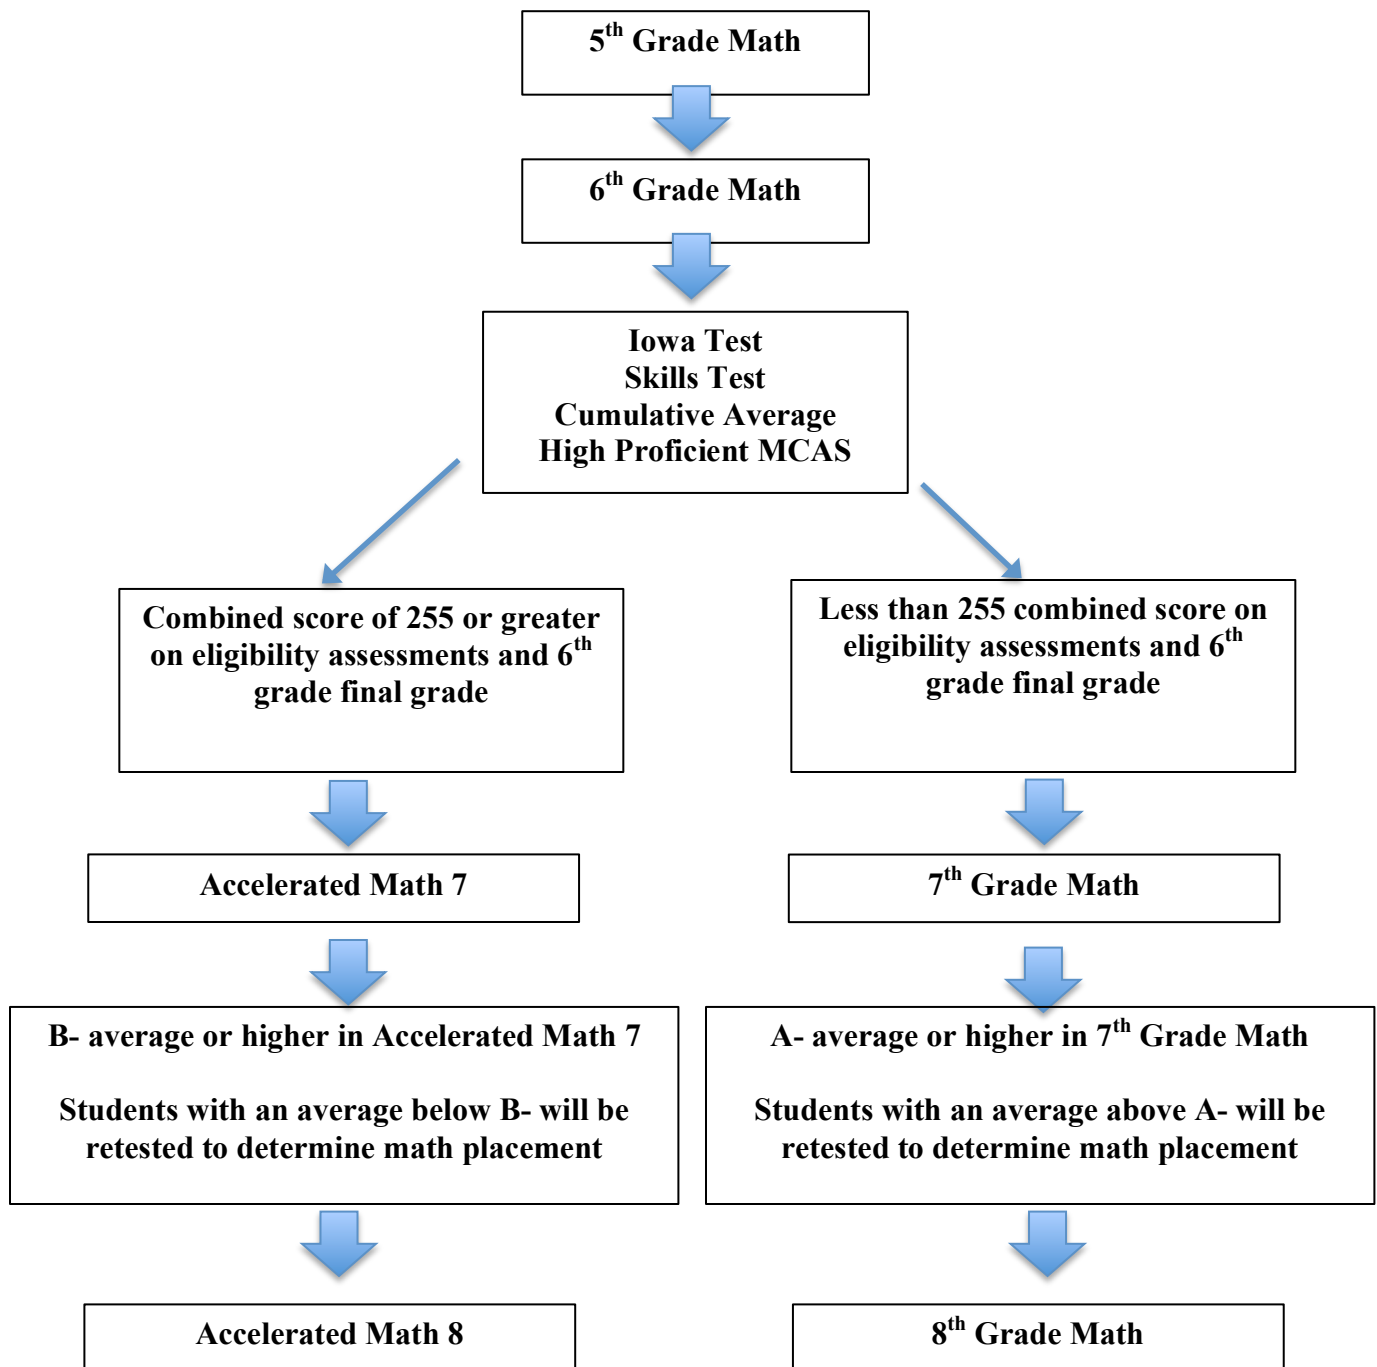 5th Grade Math
6th Grade Math
Iowa Test
Skills Test
Cumulative Average
High Proficient MCAS
Combined score of 255 or greater
on eligibility assessments and 6th
grade final grade
Less than 255 combined score on
eligibility assessments and 6th
grade final grade
Accelerated Math 7
7th Grade Math
B- average or higher in Accelerated Math 7
Students with an average below B- will be
retested to determine math placement
A- average or higher in 7th Grade Math
Students with an average above A- will be
retested to determine math placement
Accelerated Math 8
8th Grade Math